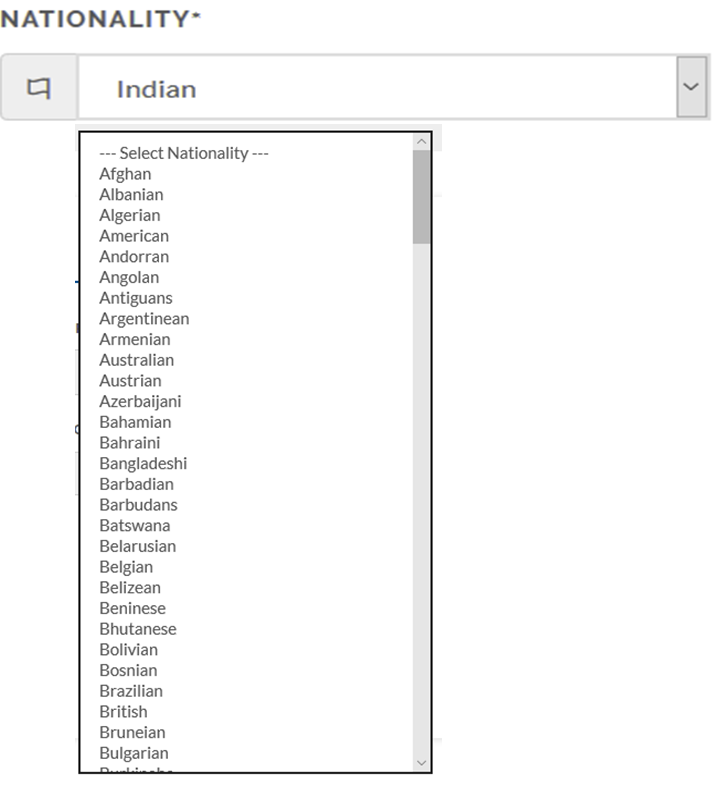 NATIONALITY*
Indian
--- Select Nationality ---
Afghan
Albanian
Algerian
American
Andorran
Angolan
Antiguans
Argentinean
Armenian
Australian
Austrian
Azerbaijani
Bahamian
Bahraini
Bangladeshi
Barbadian
Barbudans
Batswana
Belarusian
Belgian
Belizean
Beninese
Bhutanese
Bolivian
Bosnian
Brazilian
British
Bruneian
Bulgarian